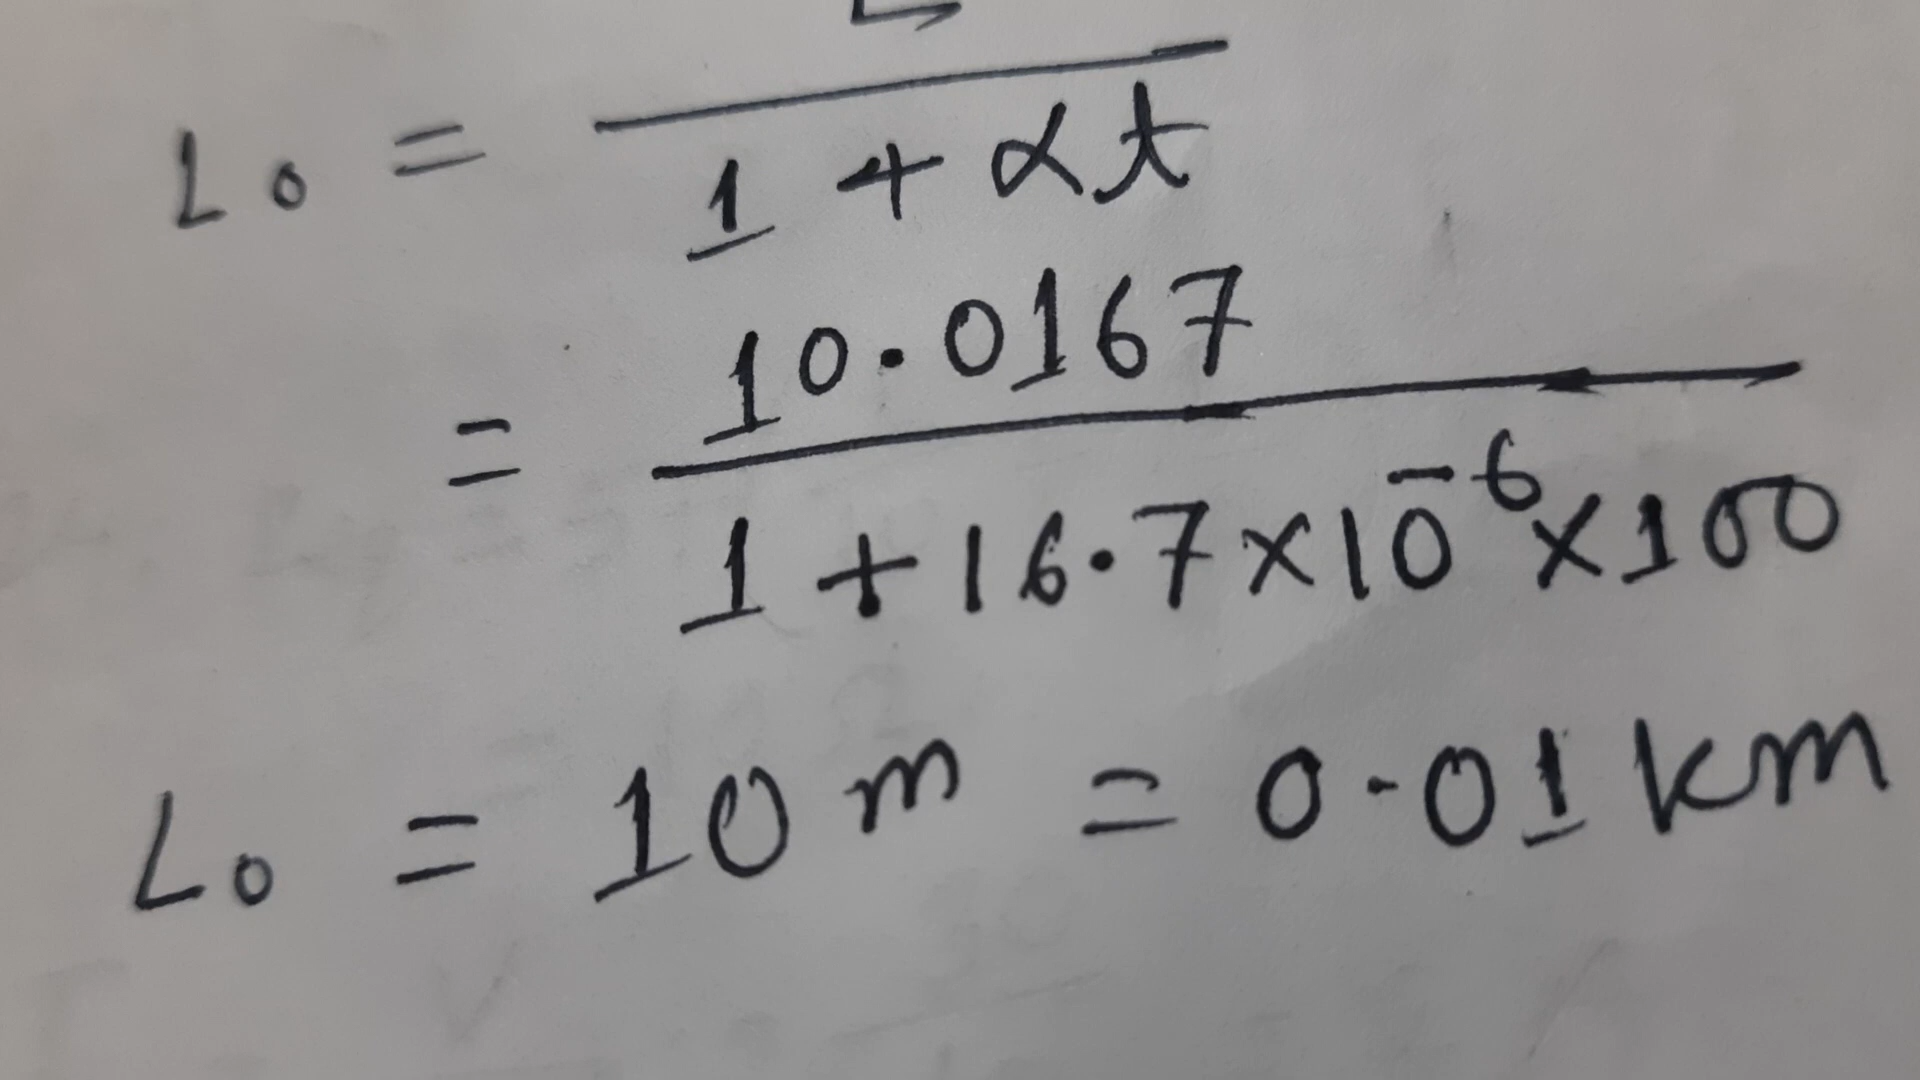 L₀ = ―― / 1 + αt
= 10.0167 / 1 + 16.7 × 10⁻⁶ × 100
L₀ = 10 m = 0.01 km